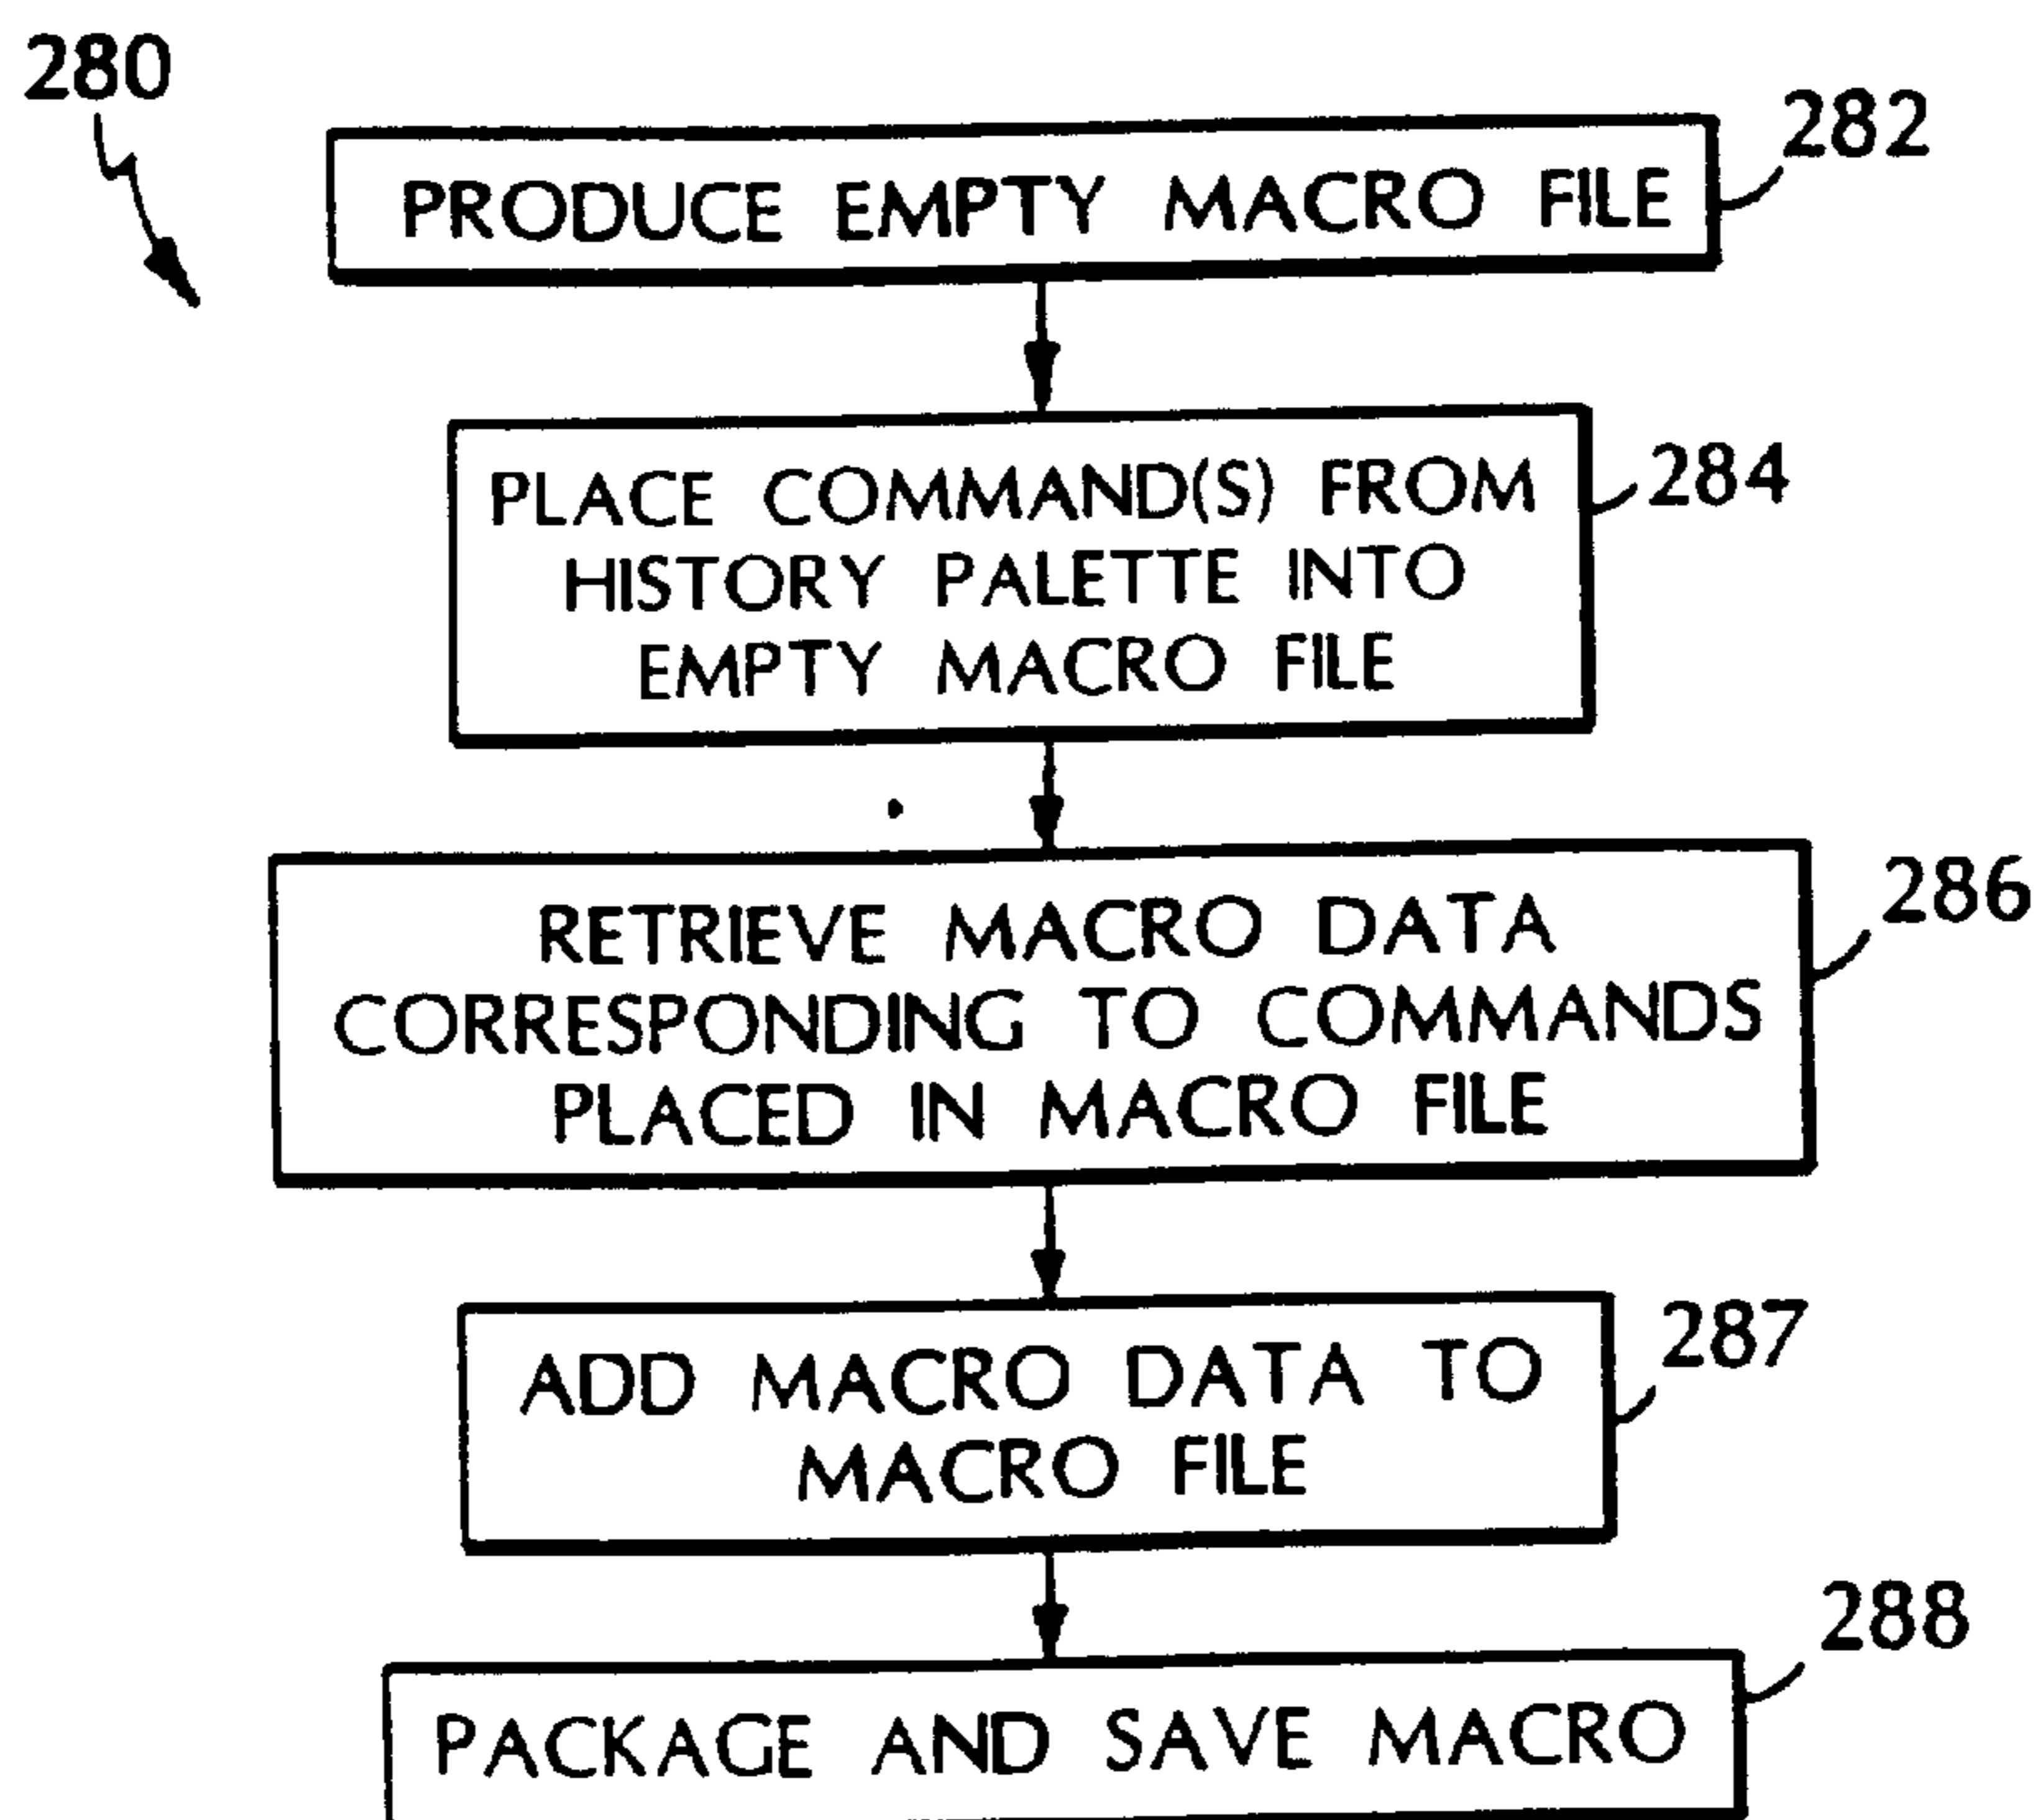 280
282
PRODUCE EMPTY MACRO FILE
284
PLACE COMMAND(S) FROM
HISTORY PALETTE INTO
EMPTY MACRO FILE
286
RETRIEVE MACRO DATA
CORRESPONDING TO COMMANDS
PLACED IN MACRO FILE
287
ADD MACRO DATA TO
MACRO FILE
288
PACKAGE AND SAVE MACRO